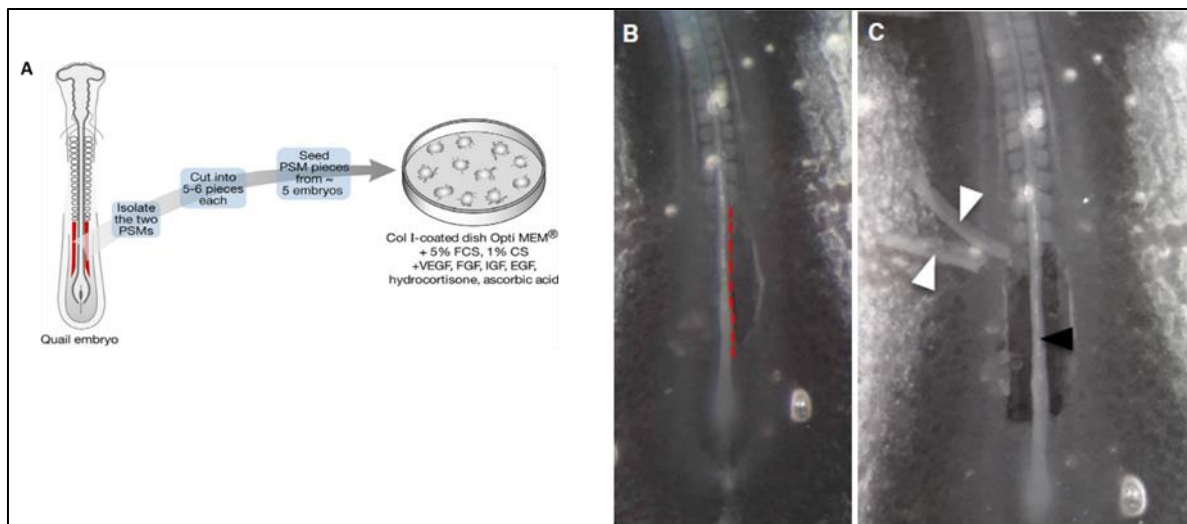 A
Quail embryo
Isolate
the two
PSMs
Cut into
5-6 pieces
each
Seed
PSM pieces
from ~
5 embryos
Col I-coated dish Opti MEM®
+ 5% FCS, 1% CS
+VEGF, FGF, IGF, EGF,
hydrocortisone, ascorbic acid
B
C